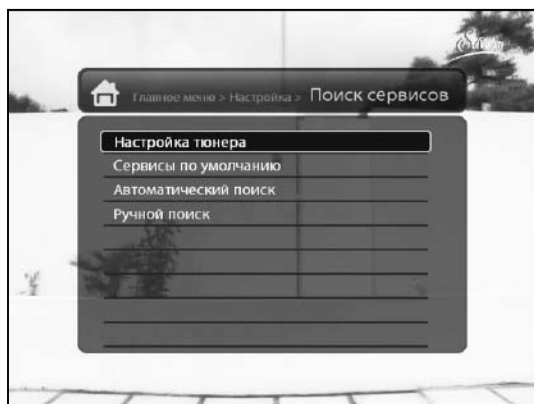 Главное меню > Настройка > Поиск сервисов
Настройка тюнера
Сервисы по умолчанию
Автоматический поиск
Ручной поиск